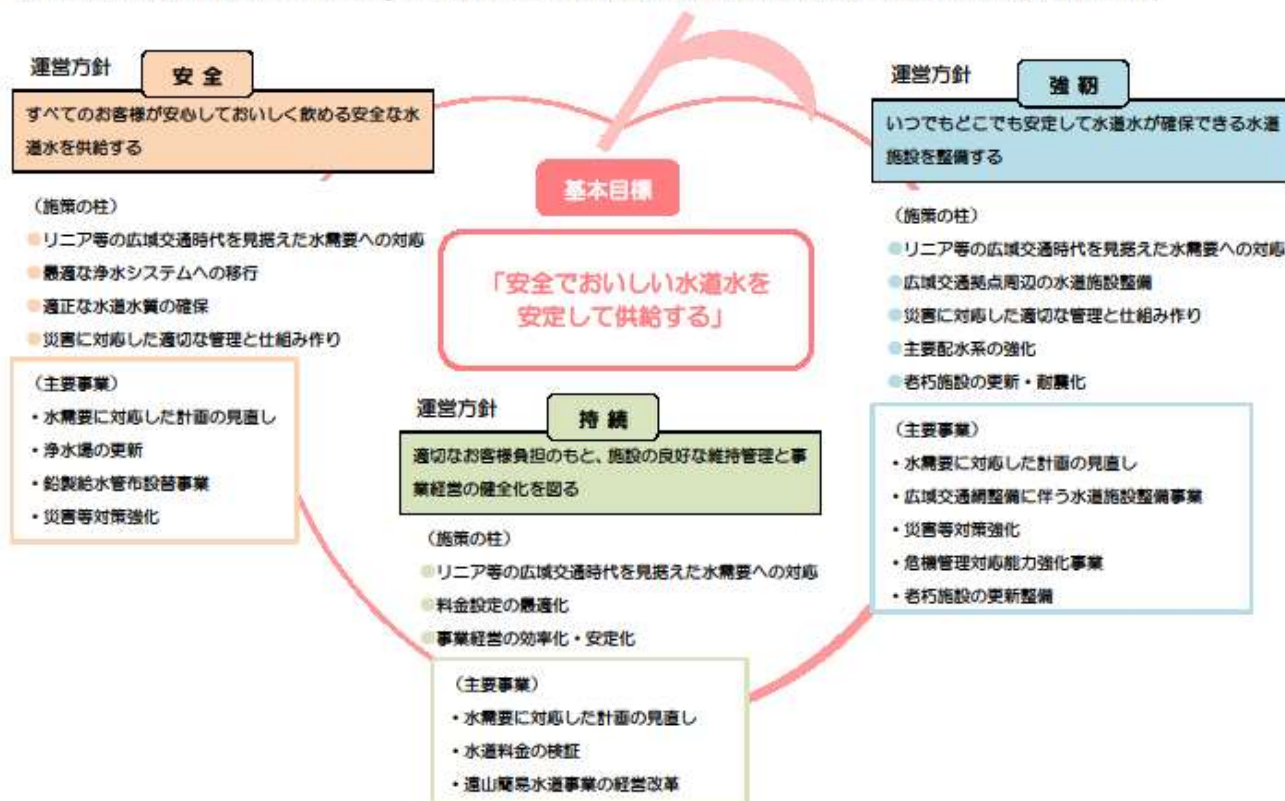 運営方針
安全
すべてのお客様が安心しておいしく飲める安全な水
道水を供給する
（施策の柱）
●リニア等の広域交通時代を見据えた水需要への対応
●最適な浄水システムへの移行
●適正な水道水質の確保
●災害に対応した適切な管理と仕組み作り
（主要事業）
・水需要に対応した計画の見直し
・浄水場の更新
・鉛製給水管布設替事業
・災害等対策強化
基本目標
「安全でおいしい水道水を
安定して供給する」
運営方針
持続
適切なお客様負担のもと、施設の良好な維持管理と事
業経営の健全化を図る
（施策の柱）
●リニア等の広域交通時代を見据えた水需要への対応
●料金設定の最適化
●事業経営の効率化・安定化
（主要事業）
・水需要に対応した計画の見直し
・水道料金の検証
・遠山簡易水道事業の経営改革
運営方針
強靭
いつでもどこでも安定して水道水が確保できる水道
施設を整備する
（施策の柱）
●リニア等の広域交通時代を見据えた水需要への対応
●広域交通拠点周辺の水道施設整備
●災害に対応した適切な管理と仕組み作り
●主要配水系の強化
●老朽施設の更新・耐震化
（主要事業）
・水需要に対応した計画の見直し
・広域交通網整備に伴う水道施設整備事業
・災害等対策強化
・危機管理対応能力強化事業
・老朽施設の更新整備